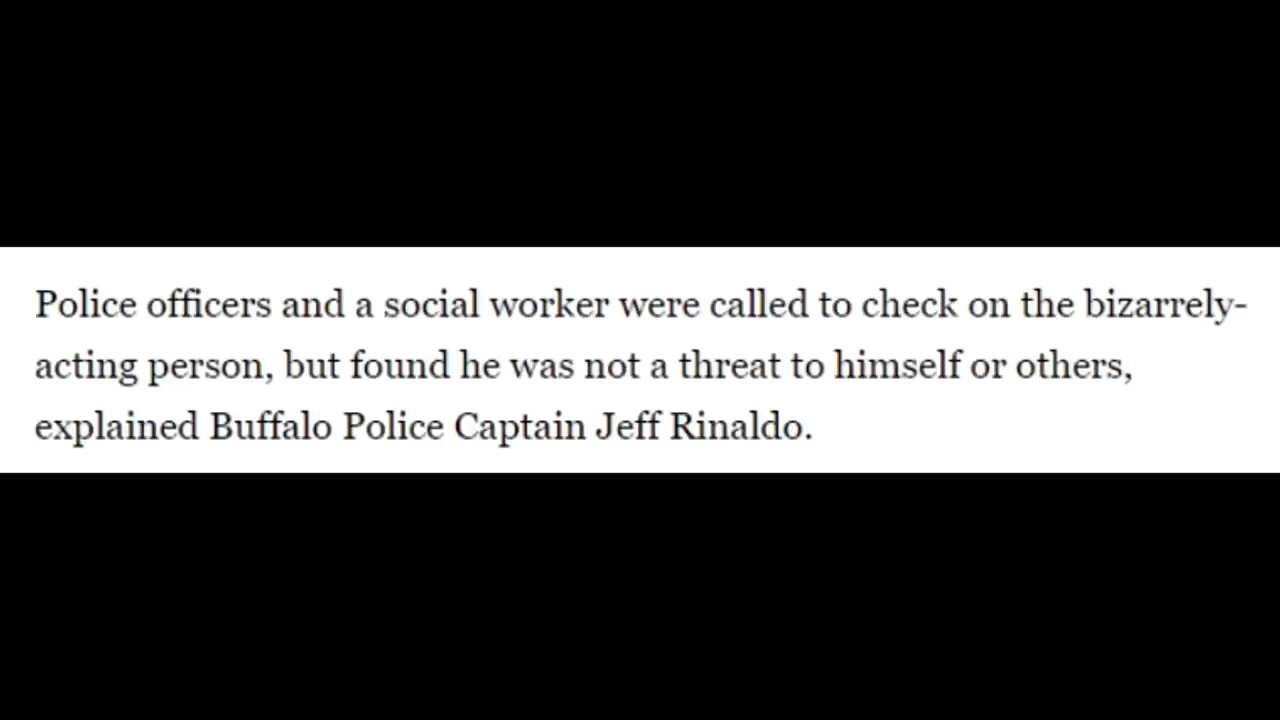 Police officers and a social worker were called to check on the bizarrely-
acting person, but found he was not a threat to himself or others,
explained Buffalo Police Captain Jeff Rinaldo.